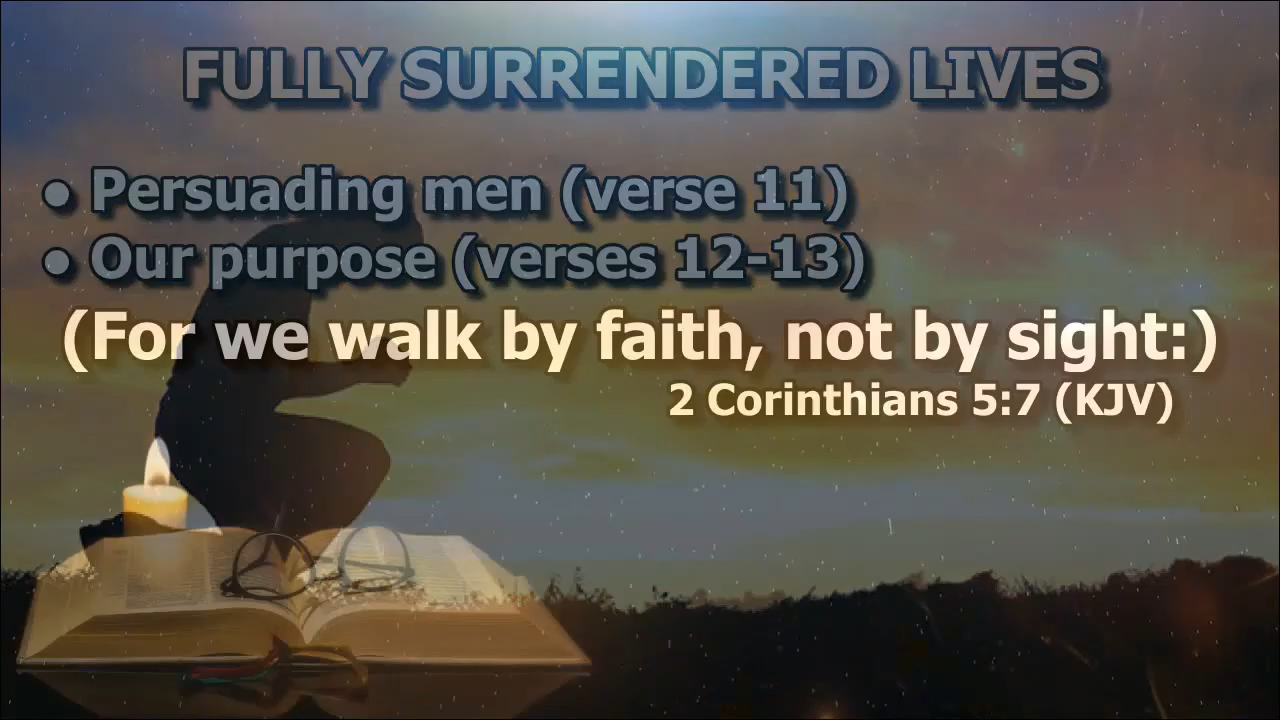 FULLY SURRENDERED LIVES
● Persuading men (verse 11)
● Our purpose (verses 12-13)
(For we walk by faith, not by sight:)
2 Corinthians 5:7 (KJV)